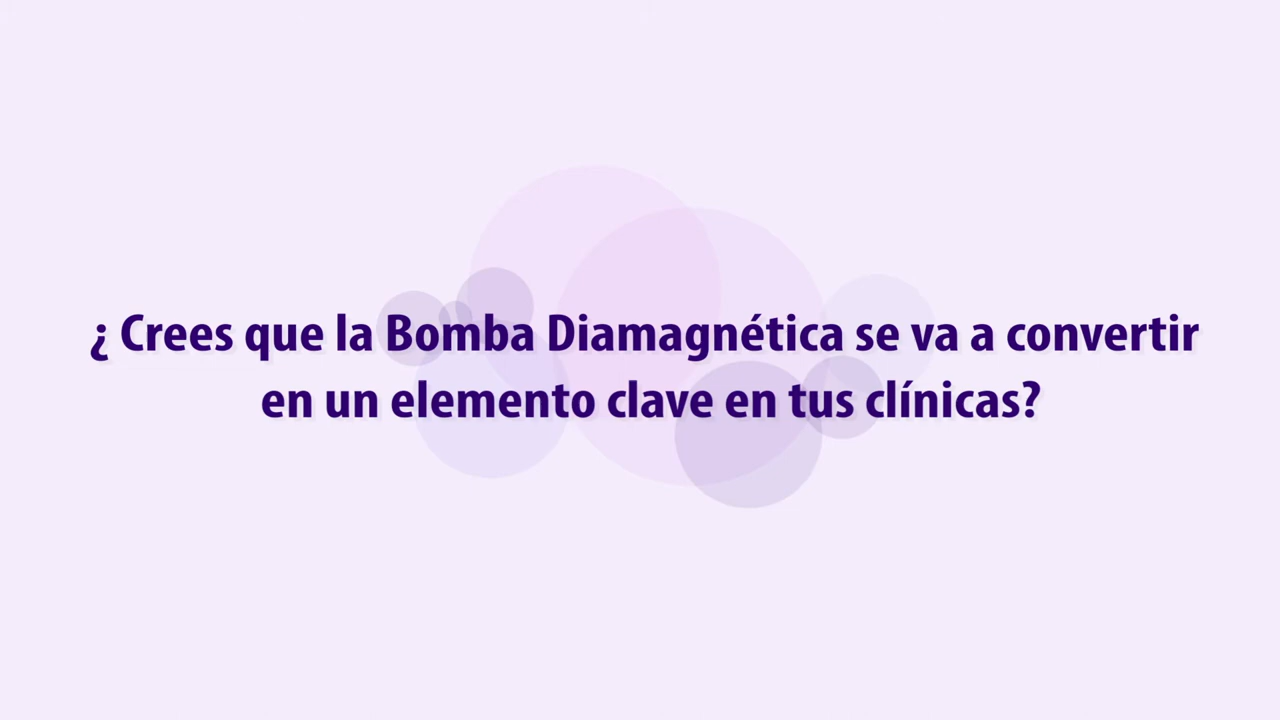 ¿ Crees que la Bomba Diamagnética se va a convertir
en un elemento clave en tus clínicas?